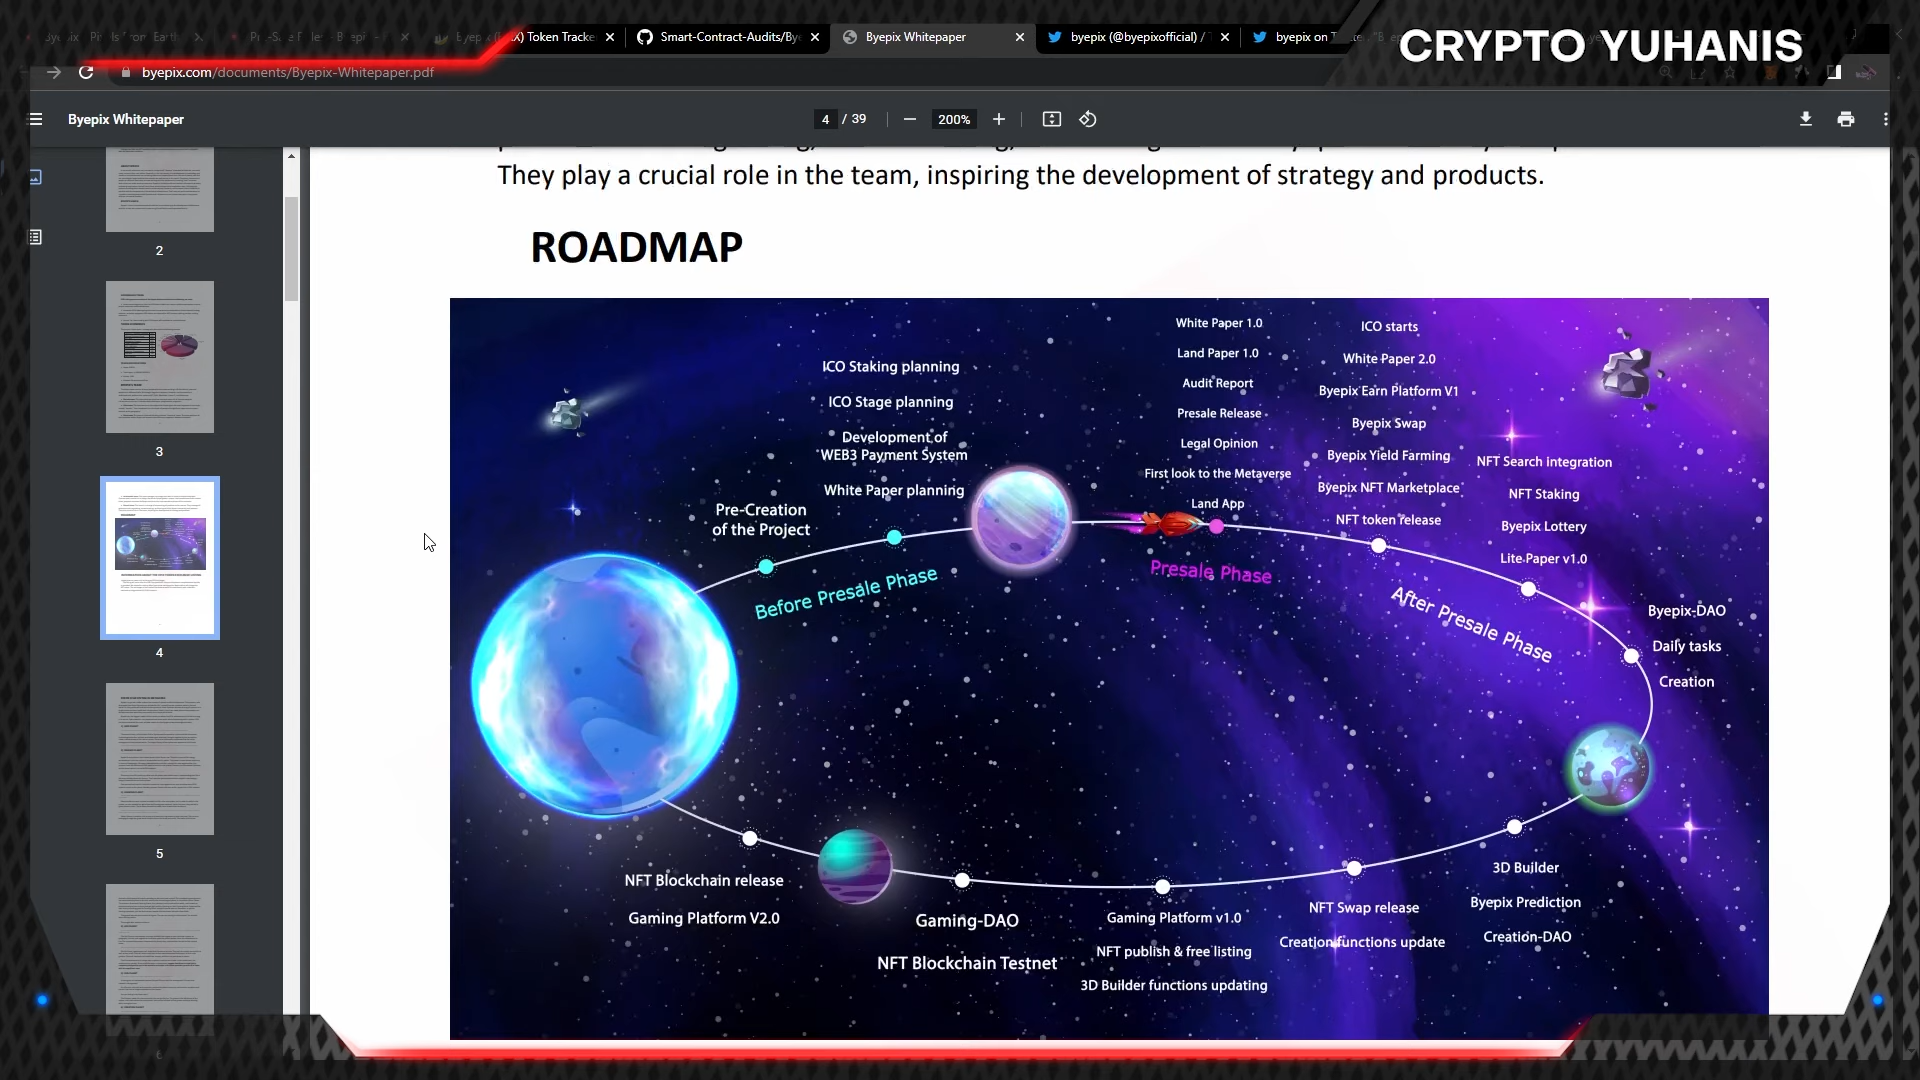 CRYPTO YUHANIS
Token Tracke
Smart-Contract-Audits/By
Byepix Whitepaper
byepix (@byepixofficial) /
byepix on
byepix.com/documents/Byepix-Whitepaper.pdf
Byepix Whitepaper
4 / 39
200%
They play a crucial role in the team, inspiring the development of strategy and products.
ROADMAP
ICO Staking planning
ICO Stage planning
Development of
WEB3 Payment System
White Paper planning
Pre-Creation
of the Project
Before Presale Phase
White Paper 1.0
Land Paper 1.0
Audit Report
Presale Release
Legal Opinion
First look to the Metaverse
Land App
Presale Phase
ICO starts
White Paper 2.0
Byepix Earn Platform V1
Byepix Swap
Byepix Yield Farming
Byepix NFT Marketplace
NFT token release
After Presale Phase
NFT Search integration
NFT Staking
Byepix Lottery
Lite Paper v1.0
Byepix-DAO
Daily tasks
Creation
3D Builder
Byepix Prediction
Creation-DAO
NFT Swap release
Creation functions update
Gaming Platform v1.0
NFT publish & free listing
3D Builder functions updating
Gaming-DAO
NFT Blockchain Testnet
NFT Blockchain release
Gaming Platform V2.0
2
3
4
5